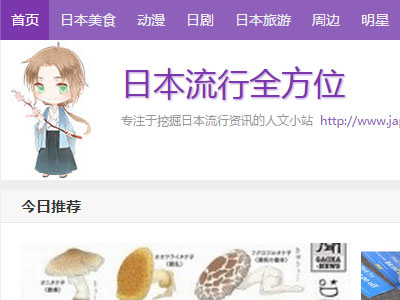 首页 日本美食 动漫 日剧 日本旅游 周边 明星
日本流行全方位
专注于挖掘日本流行资讯的人文小站 http://www.ja
今日推荐